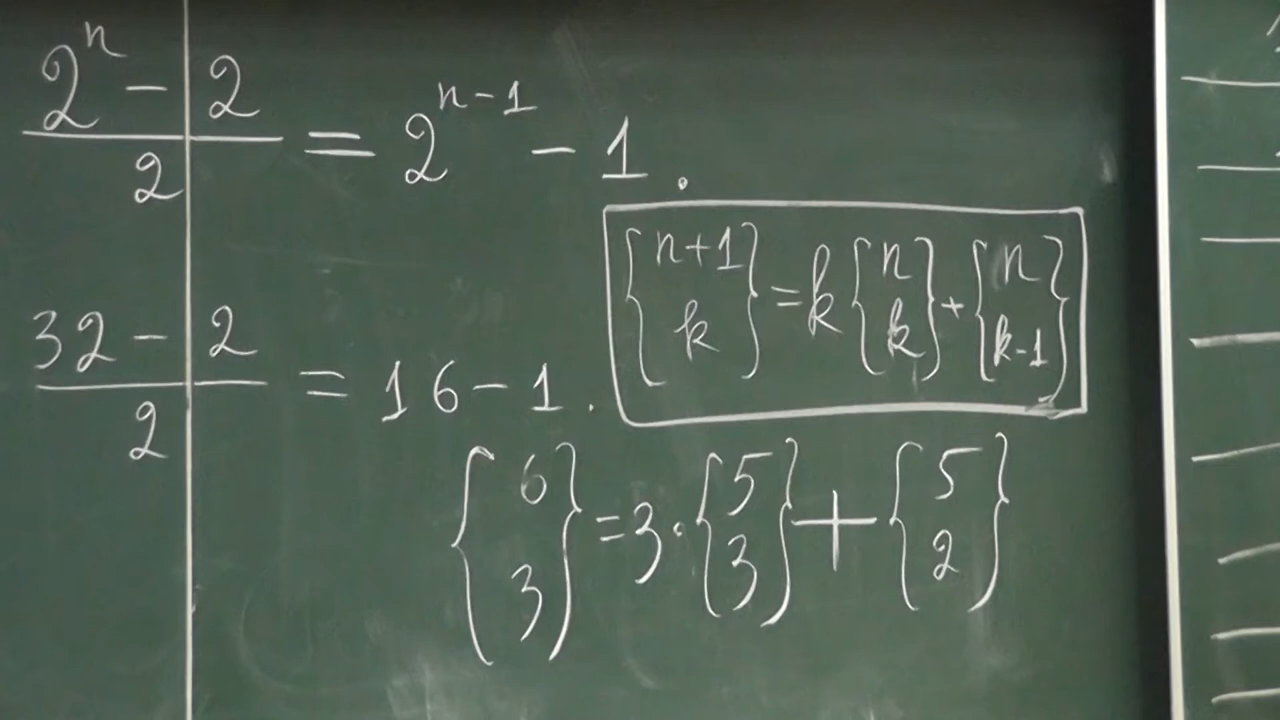 2^n - 2 / 2 = 2^{n-1} - 1.
{n+1 k} = k {n k} + {n k-1}
32 - 2 / 2 = 16 - 1.
{6 3} = 3 · {5 3} + {5 2}